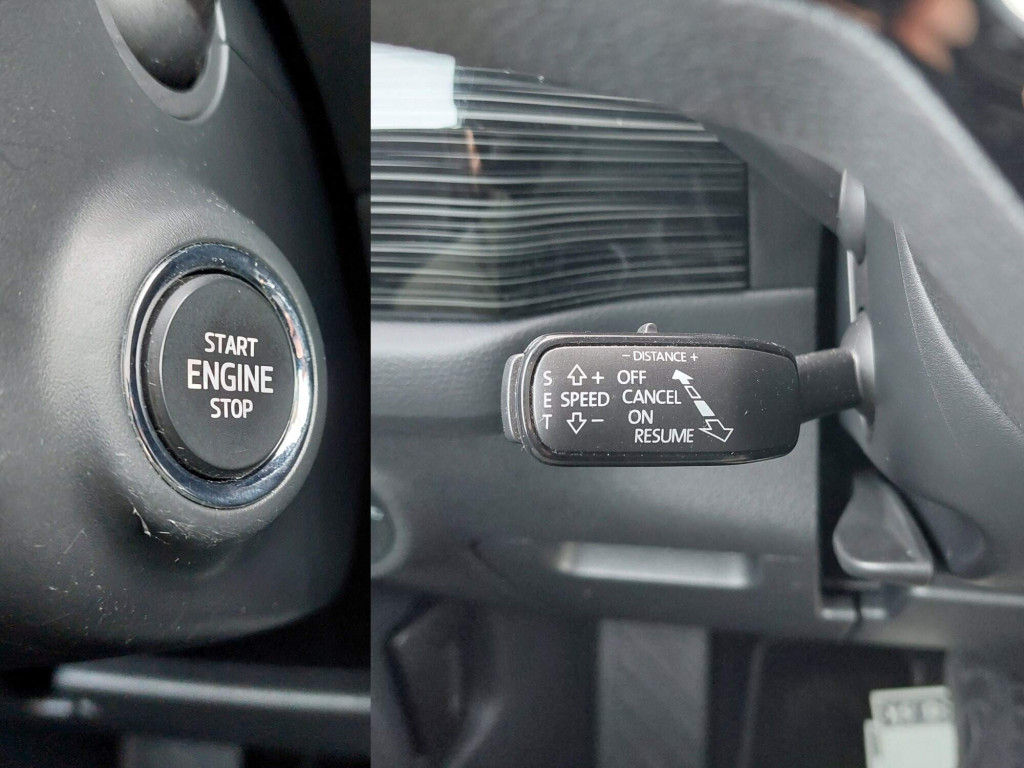 START
ENGINE
STOP
– DISTANCE +
S + OFF
E SPEED CANCEL
T – ON
RESUME